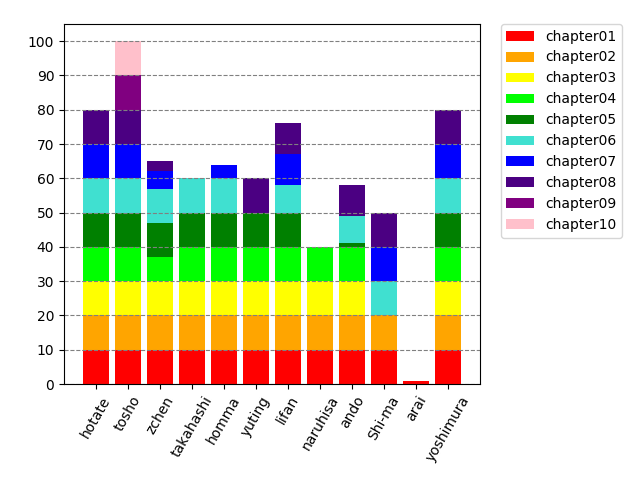 100
90
80
70
60
50
40
30
20
10
0
hotate
tosho
zchen
takahashi
homma
yuting
lifan
naruhisa
ando
Shi-ma
arai
yoshimura
chapter01
chapter02
chapter03
chapter04
chapter05
chapter06
chapter07
chapter08
chapter09
chapter10